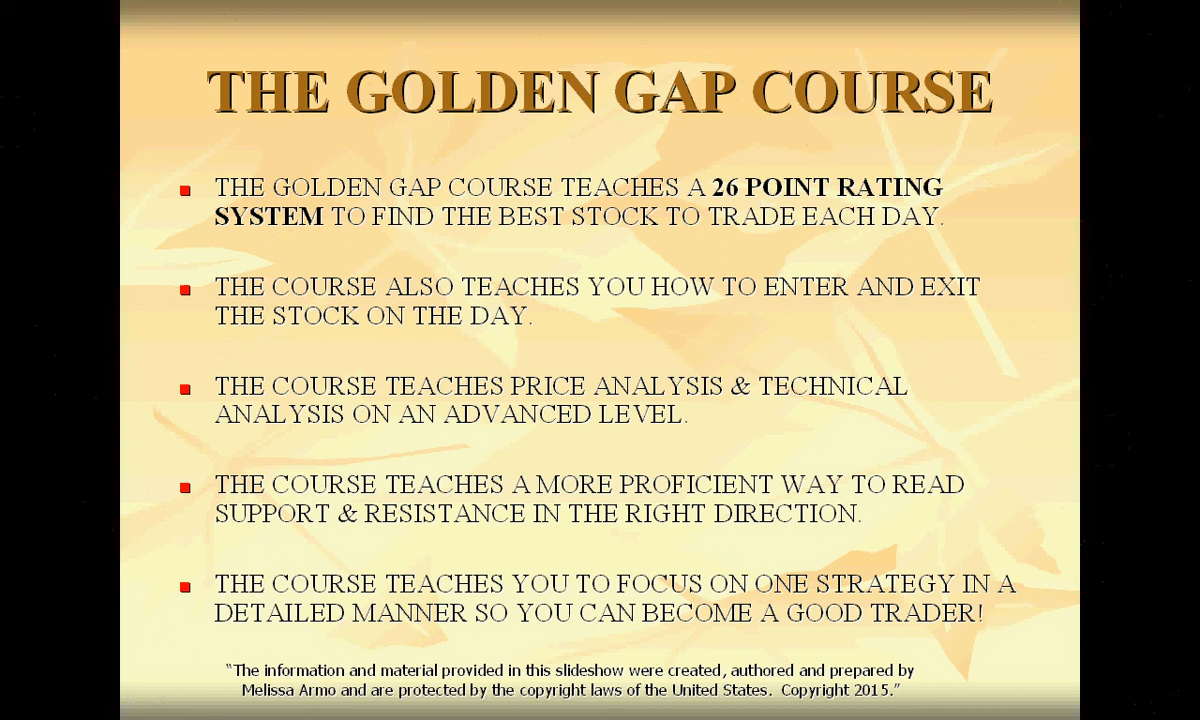 THE GOLDEN GAP COURSE
THE GOLDEN GAP COURSE TEACHES A 26 POINT RATING
SYSTEM TO FIND THE BEST STOCK TO TRADE EACH DAY.
THE COURSE ALSO TEACHES YOU HOW TO ENTER AND EXIT
THE STOCK ON THE DAY.
THE COURSE TEACHES PRICE ANALYSIS & TECHNICAL
ANALYSIS ON AN ADVANCED LEVEL.
THE COURSE TEACHES A MORE PROFICIENT WAY TO READ
SUPPORT & RESISTANCE IN THE RIGHT DIRECTION.
THE COURSE TEACHES YOU TO FOCUS ON ONE STRATEGY IN A
DETAILED MANNER SO YOU CAN BECOME A GOOD TRADER!
"The information and material provided in this slideshow were created, authored and prepared by
Melissa Armo and are protected by the copyright laws of the United States.  Copyright 2015."